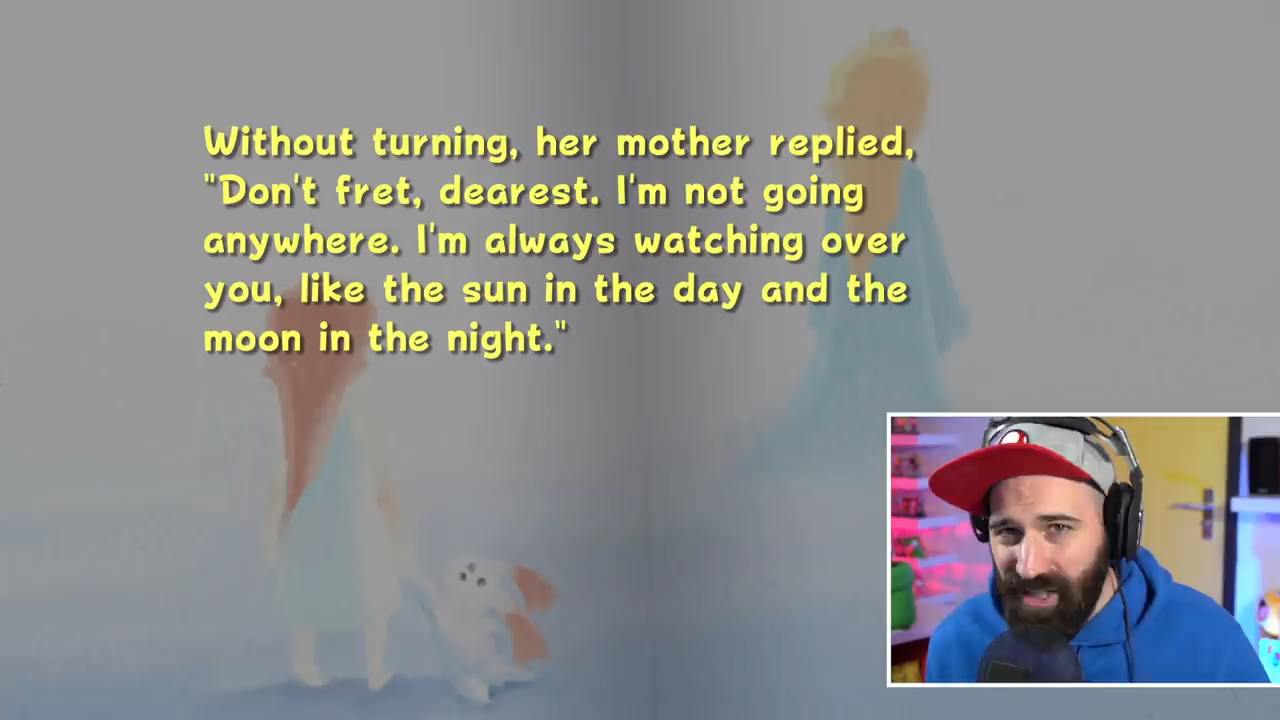 Without turning, her mother replied,
"Don't fret, dearest. I'm not going
anywhere. I'm always watching over
you, like the sun in the day and the
moon in the night."